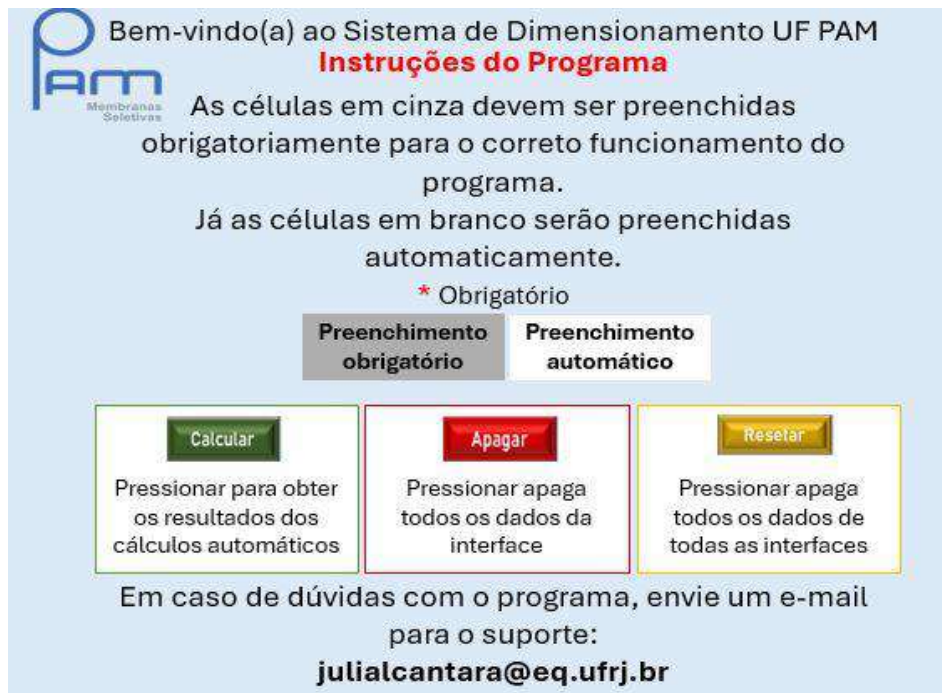 Bem-vindo(a) ao Sistema de Dimensionamento UF PAM
Instruções do Programa
PAM
Membranas
Seletivas
As células em cinza devem ser preenchidas
obrigatoriamente para o correto funcionamento do
programa.
Já as células em branco serão preenchidas
automaticamente.
* Obrigatório
Preenchimento
obrigatório
Preenchimento
automático
Calcular
Pressionar para obter
os resultados dos
cálculos automáticos
Apagar
Pressionar apaga
todos os dados da
interface
Resetar
Pressionar apaga
todos os dados de
todas as interfaces
Em caso de dúvidas com o programa, envie um e-mail
para o suporte:
julialcantara@eq.ufrj.br